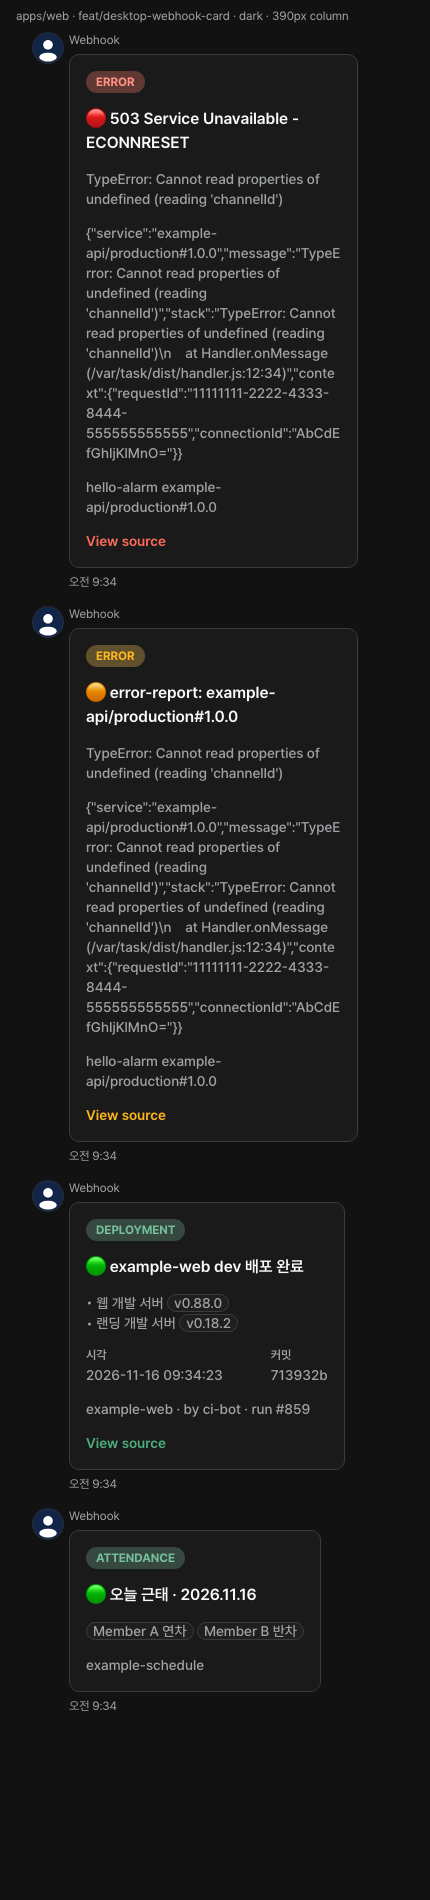 apps/web · feat/desktop-webhook-card · dark · 390px column
Webhook
ERROR
🔴 503 Service Unavailable -
ECONNRESET
TypeError: Cannot read properties of
undefined (reading 'channelId')
{"service":"example-
api/production#1.0.0","message":"TypeE
rror: Cannot read properties of
undefined (reading
'channelId')","stack":"TypeError: Cannot
read properties of undefined (reading
'channelId')\n    at Handler.onMessage
(/var/task/dist/handler.js:12:34)","conte
xt":{"requestId":"11111111-2222-4333-
8444-
555555555555","connectionId":"AbCdE
fGhIjKlMnO="}}
hello-alarm example-
api/production#1.0.0
View source
오전 9:34
Webhook
ERROR
🟠 error-report: example-
api/production#1.0.0
TypeError: Cannot read properties of
undefined (reading 'channelId')
{"service":"example-
api/production#1.0.0","message":"TypeE
rror: Cannot read properties of
undefined (reading
'channelId')","stack":"TypeError: Cannot
read properties of undefined (reading
'channelId')\n    at Handler.onMessage
(/var/task/dist/handler.js:12:34)","conte
xt":{"requestId":"11111111-2222-4333-
8444-
555555555555","connectionId":"AbCdE
fGhIjKlMnO="}}
hello-alarm example-
api/production#1.0.0
View source
오전 9:34
Webhook
DEPLOYMENT
🟢 example-web dev 배포 완료
• 웹 개발 서버 v0.88.0
• 랜딩 개발 서버 v0.18.2
시각 커밋
2026-11-16 09:34:23 713932b
example-web · by ci-bot · run #859
View source
오전 9:34
Webhook
ATTENDANCE
🟢 오늘 근태 · 2026.11.16
Member A 연차 Member B 반차
example-schedule
오전 9:34